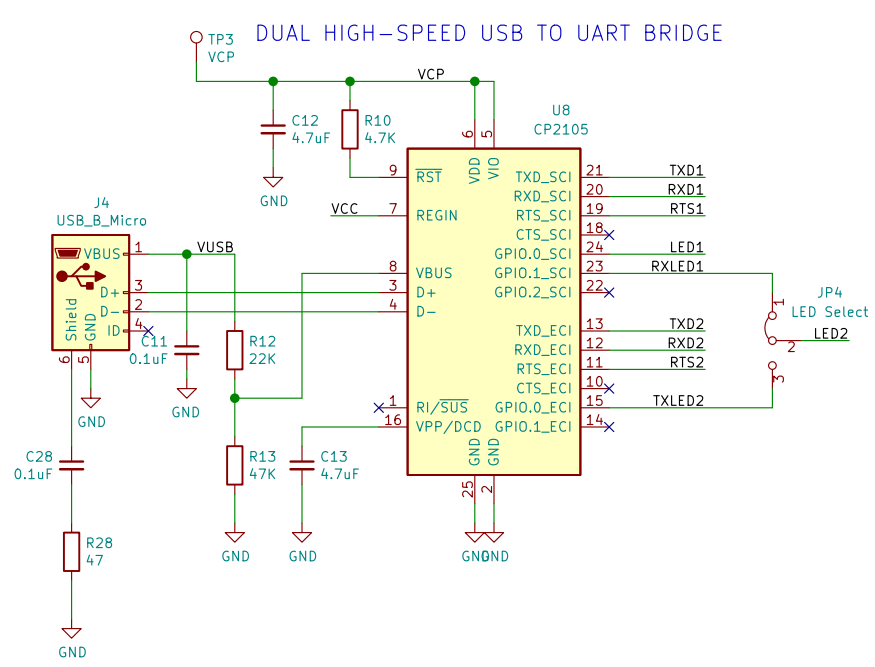 DUAL HIGH-SPEED USB TO UART BRIDGE
TP3
VCP
VCP
C12
4.7uF
R10
4.7K
GND
U8
CP2105
6
5
VDD
VIO
9
RST
VCC
7
REGIN
8
VBUS
3
D+
4
D-
1
RI/SUS
16
VPP/DCD
TXD_SCI
21
TXD1
RXD_SCI
20
RXD1
RTS_SCI
19
RTS1
CTS_SCI
18
GPIO.0_SCI
24
LED1
GPIO.1_SCI
23
RXLED1
GPIO.2_SCI
22
TXD_ECI
13
TXD2
RXD_ECI
12
RXD2
RTS_ECI
11
RTS2
CTS_ECI
10
GPIO.0_ECI
15
TXLED2
GPIO.1_ECI
14
GND
GND
25
2
GND
GND
JP4
LED Select
1
2
3
LED2
J4
USB_B_Micro
VBUS
1
VUSB
D+
3
D-
2
ID
4
Shield
GND
6
5
GND
C11
0.1uF
GND
R12
22K
R13
47K
GND
C13
4.7uF
GND
C28
0.1uF
R28
47
GND